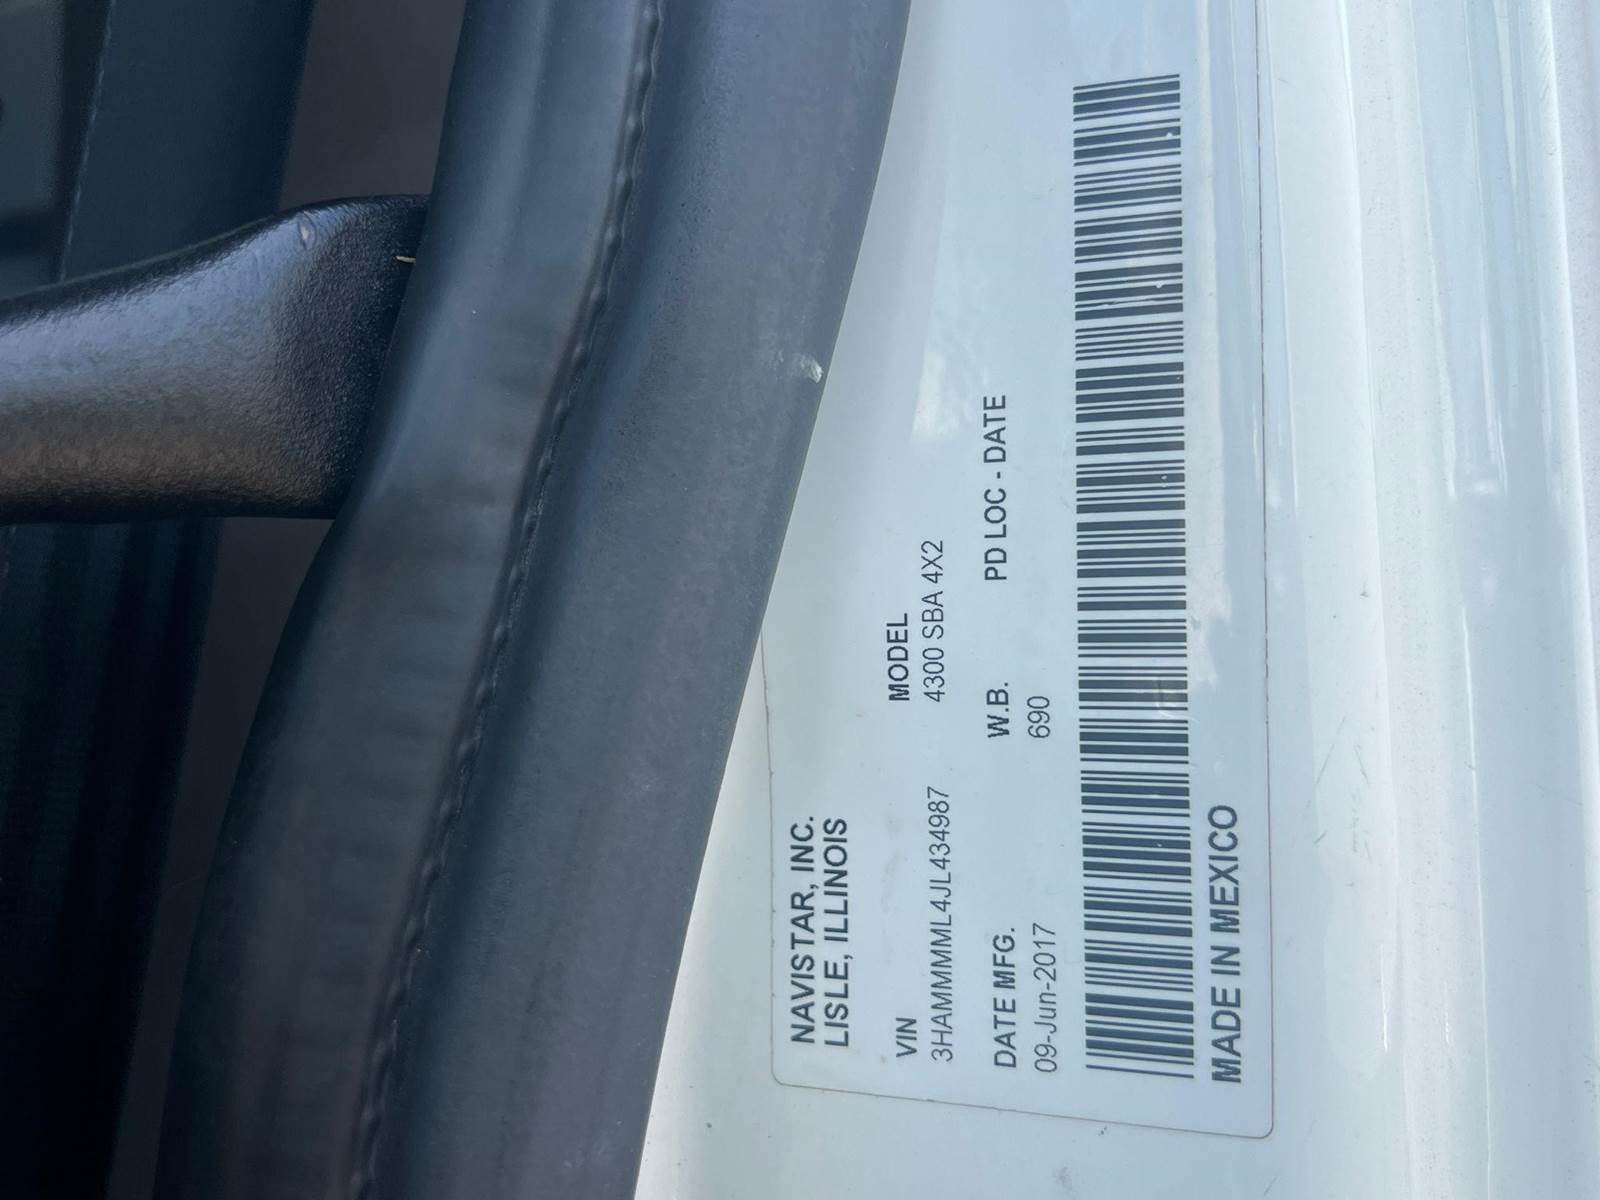 NAVISTAR, INC.
LISLE, ILLINOIS
VIN MODEL
3HAMMMML4JL434987 4300 SBA 4X2
DATE MFG. W.B. PD LOC - DATE
09-Jun-2017 690
MADE IN MEXICO